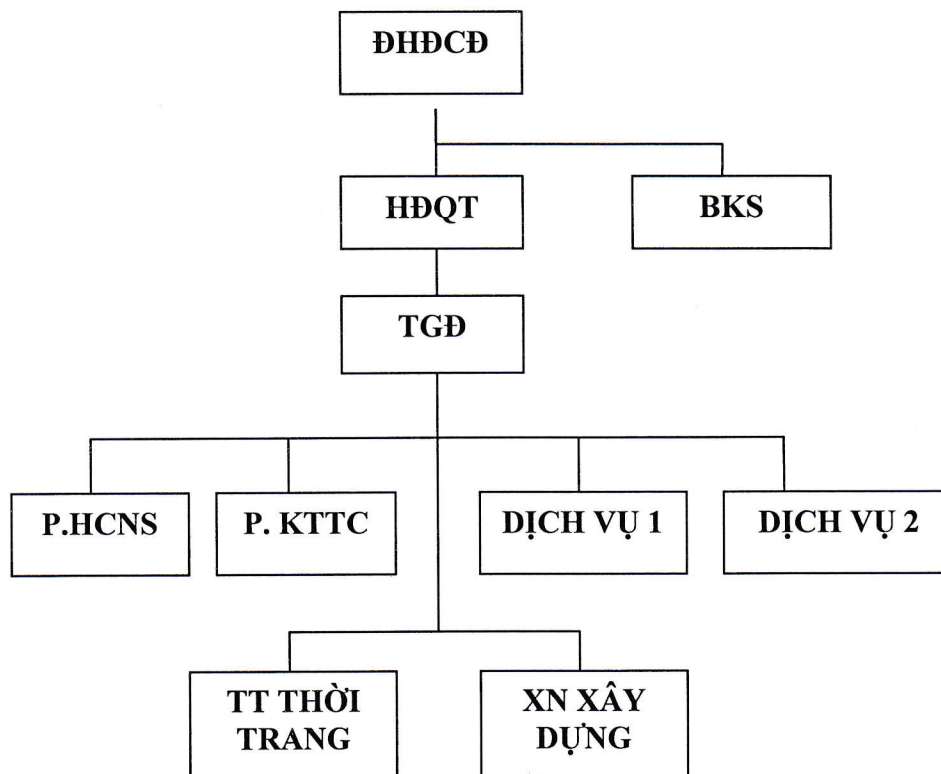 ĐHĐCĐ
HĐQT
BKS
TGĐ
P.HCNS
P. KTTC
DỊCH VỤ 1
DỊCH VỤ 2
TT THỜI
TRANG
XN XÂY
DỰNG